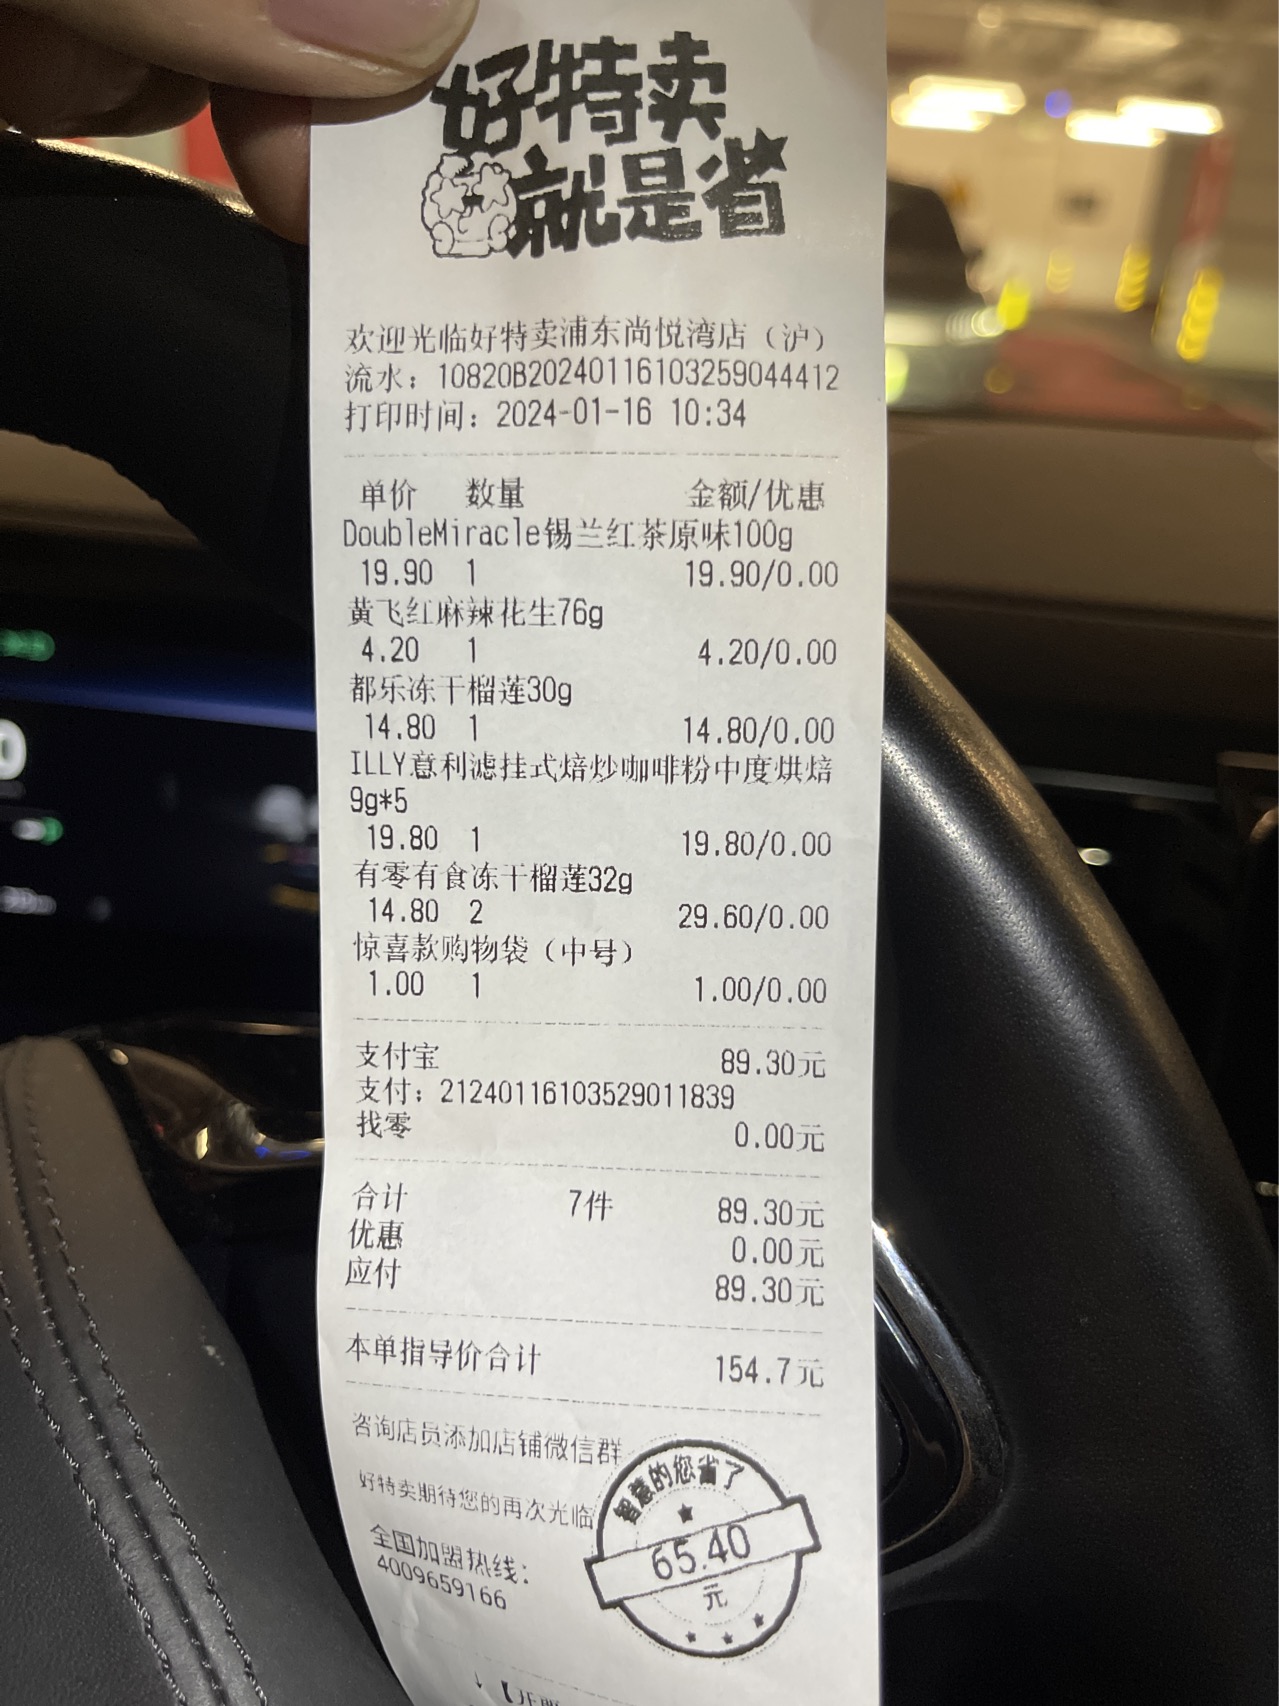 好特卖
就是省
欢迎光临好特卖浦东尚悦湾店（沪）
流水：10820B20240116103259044412
打印时间：2024-01-16 10:34
单价 数量 金额/优惠
DoubleMiracle锡兰红茶原味100g
19.90 1 19.90/0.00
黄飞红麻辣花生76g
4.20 1 4.20/0.00
都乐冻干榴莲30g
14.80 1 14.80/0.00
ILLY意利滤挂式焙炒咖啡粉中度烘焙
9g*5
19.80 1 19.80/0.00
有零有食冻干榴莲32g
14.80 2 29.60/0.00
惊喜款购物袋（中号）
1.00 1 1.00/0.00
支付宝 89.30元
支付：21240116103529011839
找零 0.00元
合计 7件 89.30元
优惠 0.00元
应付 89.30元
本单指导价合计 154.7元
咨询店员添加店铺微信群
好特卖期待您的再次光临
全国加盟热线：
4009659166
智慧的您省了
65.40
元